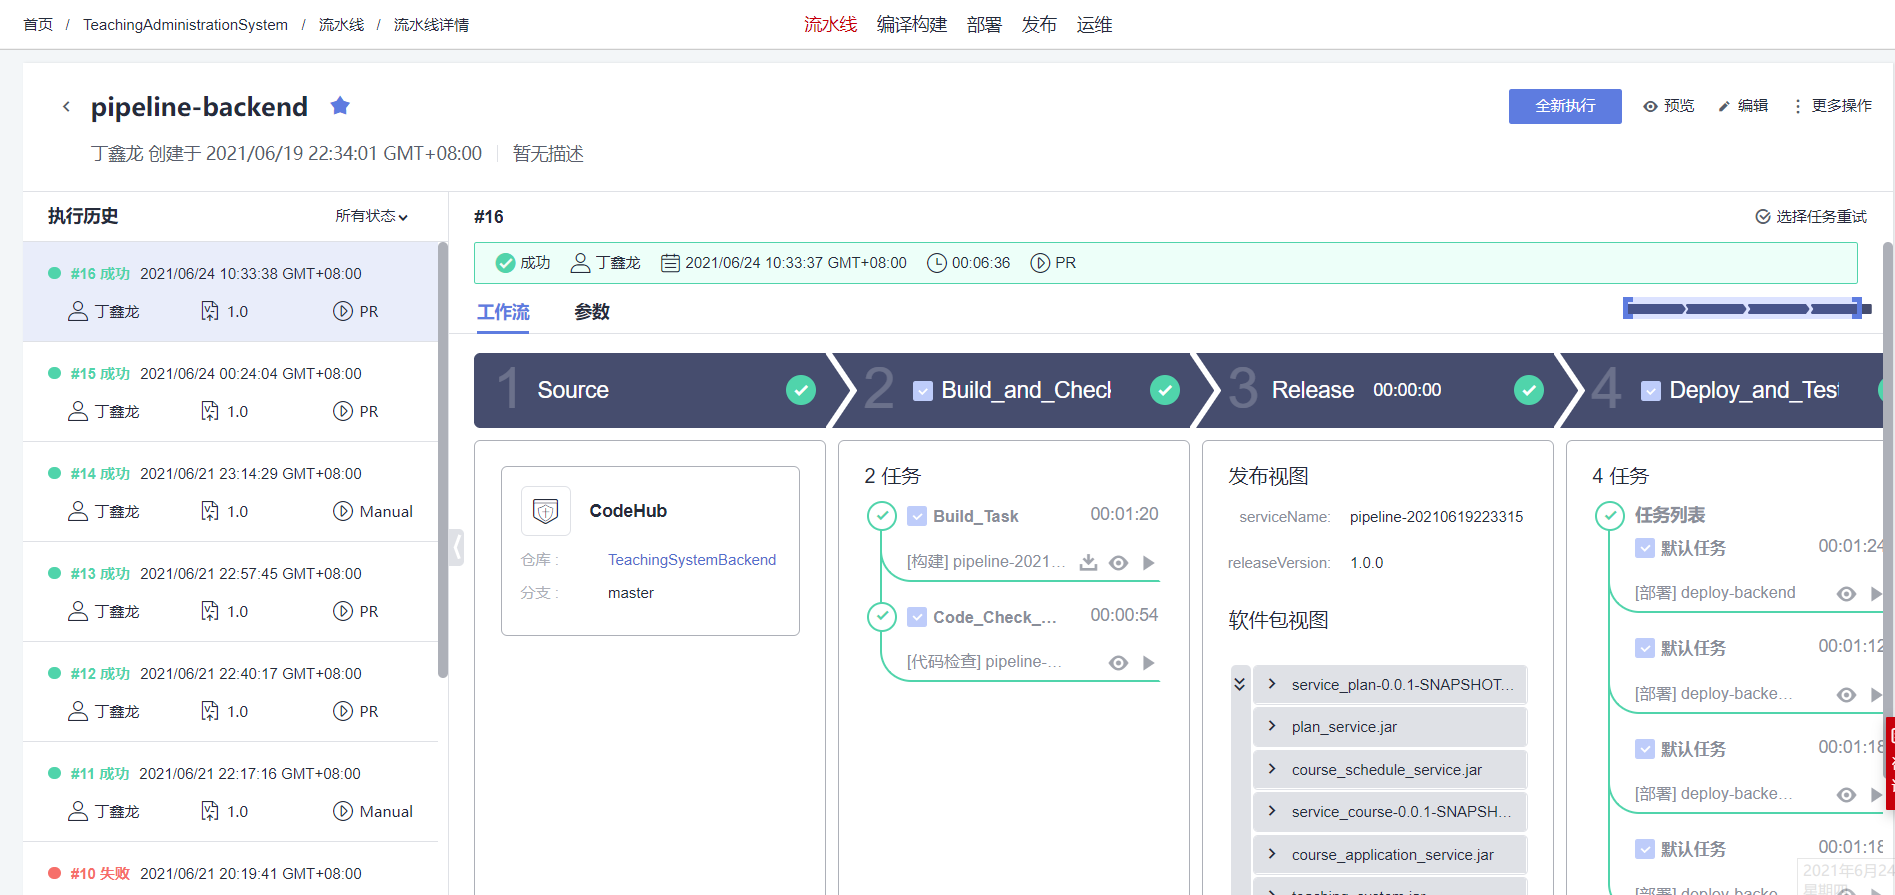 首页 / TeachingAdministrationSystem / 流水线 / 流水线详情
流水线 编译构建 部署 发布 运维
pipeline-backend
全新执行 预览 编辑 更多操作
丁鑫龙 创建于 2021/06/19 22:34:01 GMT+08:00 暂无描述
执行历史 所有状态
#16 成功 2021/06/24 10:33:38 GMT+08:00
丁鑫龙 1.0 PR
#15 成功 2021/06/24 00:24:04 GMT+08:00
丁鑫龙 1.0 PR
#14 成功 2021/06/21 23:14:29 GMT+08:00
丁鑫龙 1.0 Manual
#13 成功 2021/06/21 22:57:45 GMT+08:00
丁鑫龙 1.0 PR
#12 成功 2021/06/21 22:40:17 GMT+08:00
丁鑫龙 1.0 PR
#11 成功 2021/06/21 22:17:16 GMT+08:00
丁鑫龙 1.0 Manual
#10 失败 2021/06/21 20:19:41 GMT+08:00
#16 选择任务重试
成功 丁鑫龙 2021/06/24 10:33:37 GMT+08:00 00:06:36 PR
工作流 参数
1 Source
2 Build_and_Check
3 Release 00:00:00
4 Deploy_and_Test
CodeHub
仓库 : TeachingSystemBackend
分支 : master
2 任务
Build_Task 00:01:20
[构建] pipeline-2021...
Code_Check_... 00:00:54
[代码检查] pipeline-...
发布视图
serviceName: pipeline-20210619223315
releaseVersion: 1.0.0
软件包视图
service_plan-0.0.1-SNAPSHOT...
plan_service.jar
course_schedule_service.jar
service_course-0.0.1-SNAPSH...
course_application_service.jar
teaching_system.jar
4 任务
任务列表
默认任务 00:01:24
[部署] deploy-backend
默认任务 00:01:12
[部署] deploy-backe...
默认任务 00:01:18
[部署] deploy-backe...
默认任务 00:01:18
[部署] deploy-backe...
2021年6月24
星期四